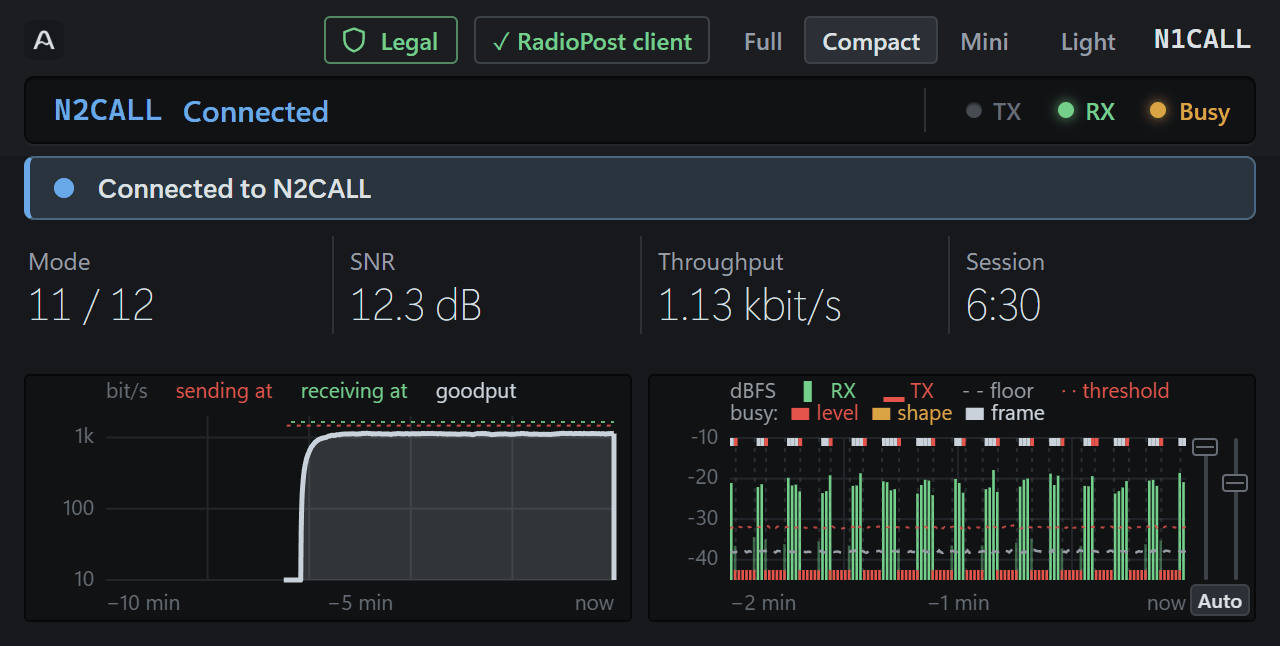 A
Legal
✓ RadioPost client
Full
Compact
Mini
Light
N1CALL
N2CALL Connected
TX
RX
Busy
Connected to N2CALL
Mode
11 / 12
SNR
12.3 dB
Throughput
1.13 kbit/s
Session
6:30
bit/s sending at receiving at goodput
1k
100
10
−10 min −5 min now
dBFS RX TX floor threshold
busy: level shape frame
-10
-20
-30
-40
−2 min −1 min now
Auto